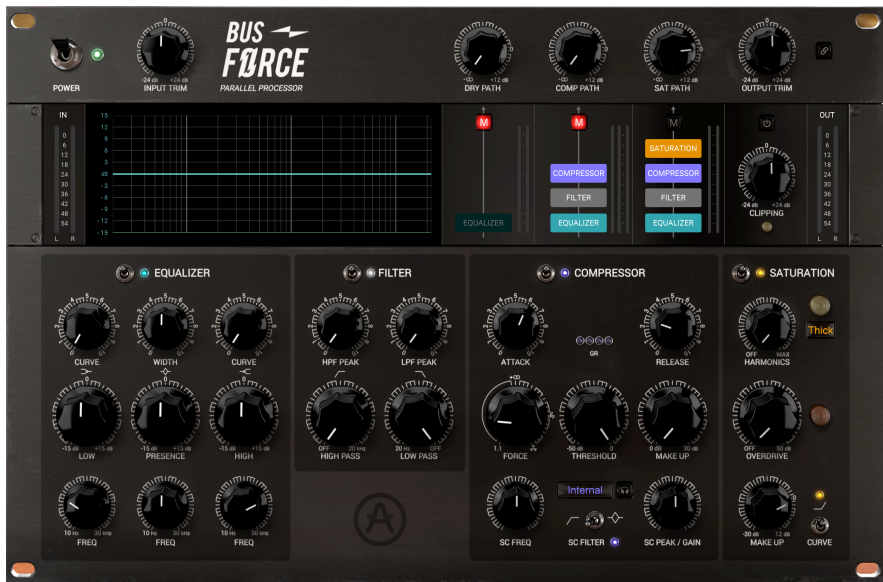 BUS
FØRCE
PARALLEL PROCESSOR
POWER
-24 dB +24 dB
INPUT TRIM
-∞ +12 dB
DRY PATH
-∞ +12 dB
COMP PATH
-∞ +12 dB
SAT PATH
-24 dB +24 dB
OUTPUT TRIM
IN
0
6
12
18
24
30
36
42
48
54
L R
15
12
9
6
3
dB
-3
-6
-9
-12
-15
M
EQUALIZER
M
COMPRESSOR
FILTER
EQUALIZER
M
SATURATION
COMPRESSOR
FILTER
EQUALIZER
-24 dB +24 dB
CLIPPING
OUT
0
6
12
18
24
30
36
42
48
54
L R
EQUALIZER
CURVE
WIDTH
CURVE
-15 dB +15 dB
LOW
-15 dB +15 dB
PRESENCE
-15 dB +15 dB
HIGH
10 Hz 30 kHz
FREQ
10 Hz 30 kHz
FREQ
10 Hz 30 kHz
FREQ
FILTER
HPF PEAK
LPF PEAK
OFF 20 kHz
HIGH PASS
20 Hz OFF
LOW PASS
COMPRESSOR
ATTACK
GR
RELEASE
+∞
1.1
FORCE
-50 dB 0
THRESHOLD
0 dB 30 dB
MAKE UP
Internal
SC FREQ
SC FILTER
SC PEAK / GAIN
SATURATION
OFF MAX
HARMONICS
Thick
OFF 50 dB
OVERDRIVE
-30 dB 12 dB
MAKE UP
CURVE